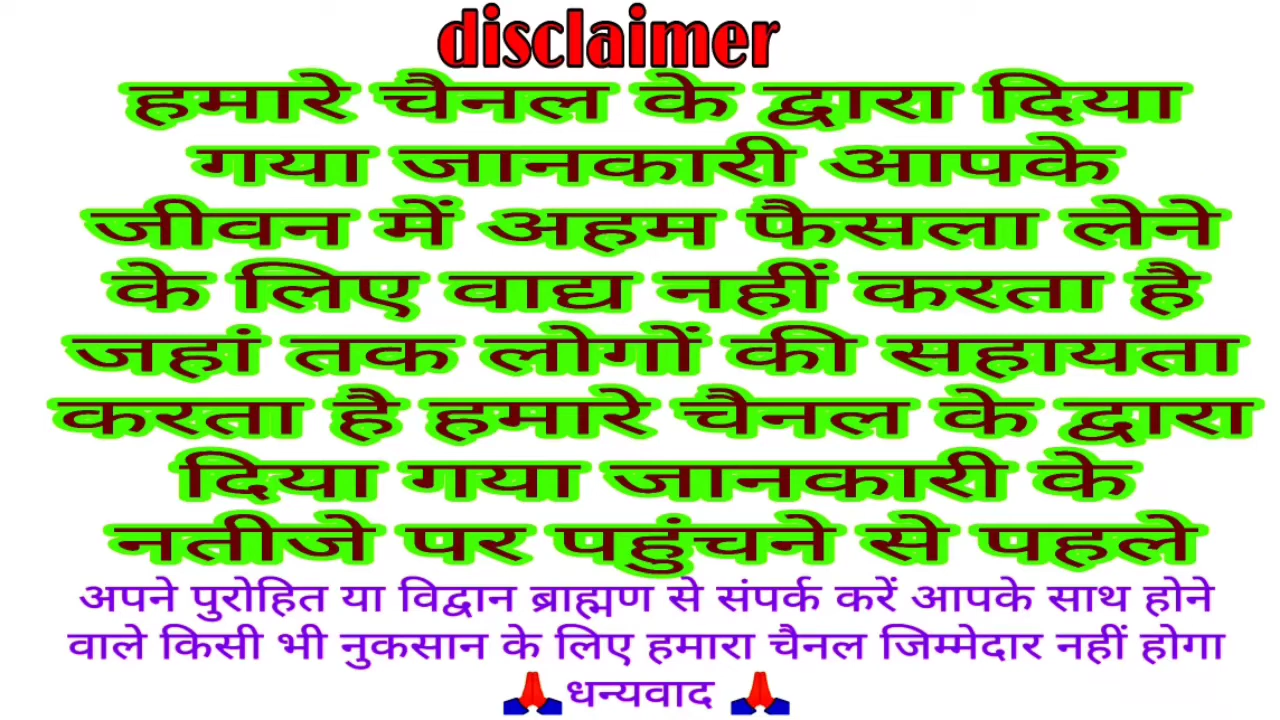 disclaimer
हमारे चैनल के द्वारा दिया
गया जानकारी आपके
जीवन में अहम फैसला लेने
के लिए वाद्य नहीं करता है
जहां तक लोगों की सहायता
करता है हमारे चैनल के द्वारा
दिया गया जानकारी के
नतीजे पर पहुंचने से पहले
अपने पुरोहित या विद्वान ब्राह्मण से संपर्क करें आपके साथ होने
वाले किसी भी नुकसान के लिए हमारा चैनल जिम्मेदार नहीं होगा
🙏धन्यवाद 🙏